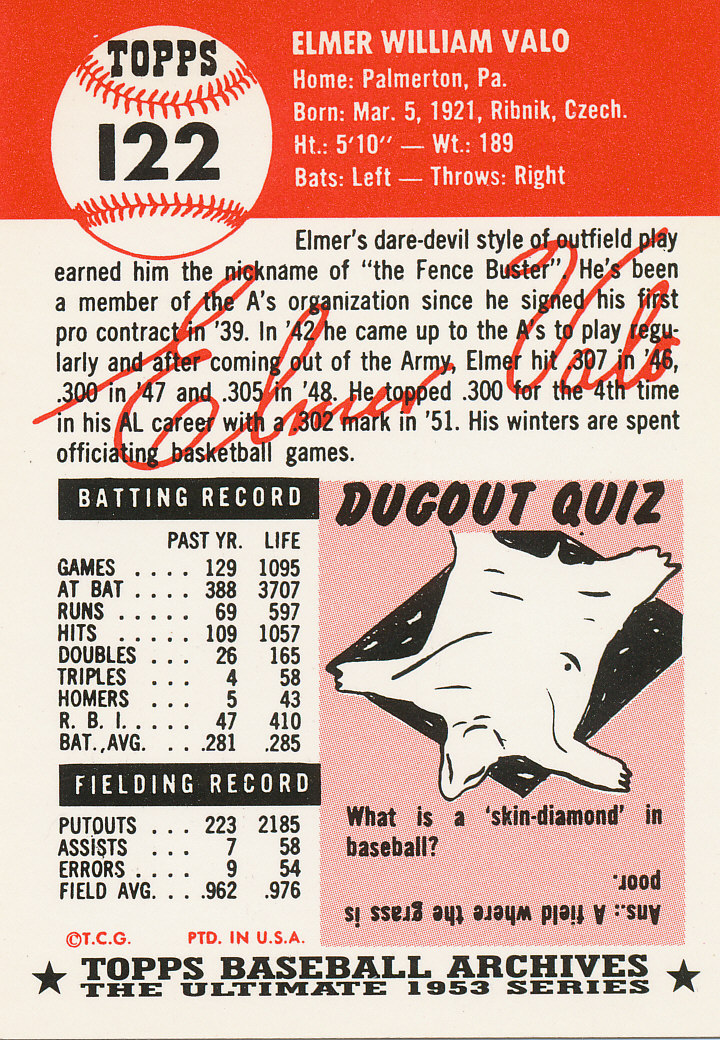 TOPPS
122
ELMER WILLIAM VALO
Home: Palmerton, Pa.
Born: Mar. 5, 1921, Ribnik, Czech.
Ht.: 5'10" — Wt.: 189
Bats: Left — Throws: Right
Elmer's dare-devil style of outfield play
earned him the nickname of "the Fence Buster". He's been
a member of the A's organization since he signed his first
pro contract in '39. In '42 he came up to the A's to play regu-
larly and after coming out of the Army, Elmer hit .307 in '46,
.300 in '47 and .305 in '48. He topped .300 for the 4th time
in his AL career with a .302 mark in '51. His winters are spent
officiating basketball games.
Elmer Valo
BATTING RECORD
PAST YR. LIFE
GAMES .... 129 1095
AT BAT .... 388 3707
RUNS ..... 69 597
HITS ..... 109 1057
DOUBLES ... 26 165
TRIPLES ... 4 58
HOMERS ... 5 43
R. B. I. .... 47 410
BAT., AVG. ... .281 .285
FIELDING RECORD
PUTOUTS ... 223 2185
ASSISTS ... 7 58
ERRORS .... 9 54
FIELD AVG. ... .962 .976
©T.C.G. PTD. IN U.S.A.
DUGOUT QUIZ
What is a 'skin-diamond' in
baseball?
Ans.: A field where the grass is
poor.
TOPPS BASEBALL ARCHIVES
THE ULTIMATE 1953 SERIES